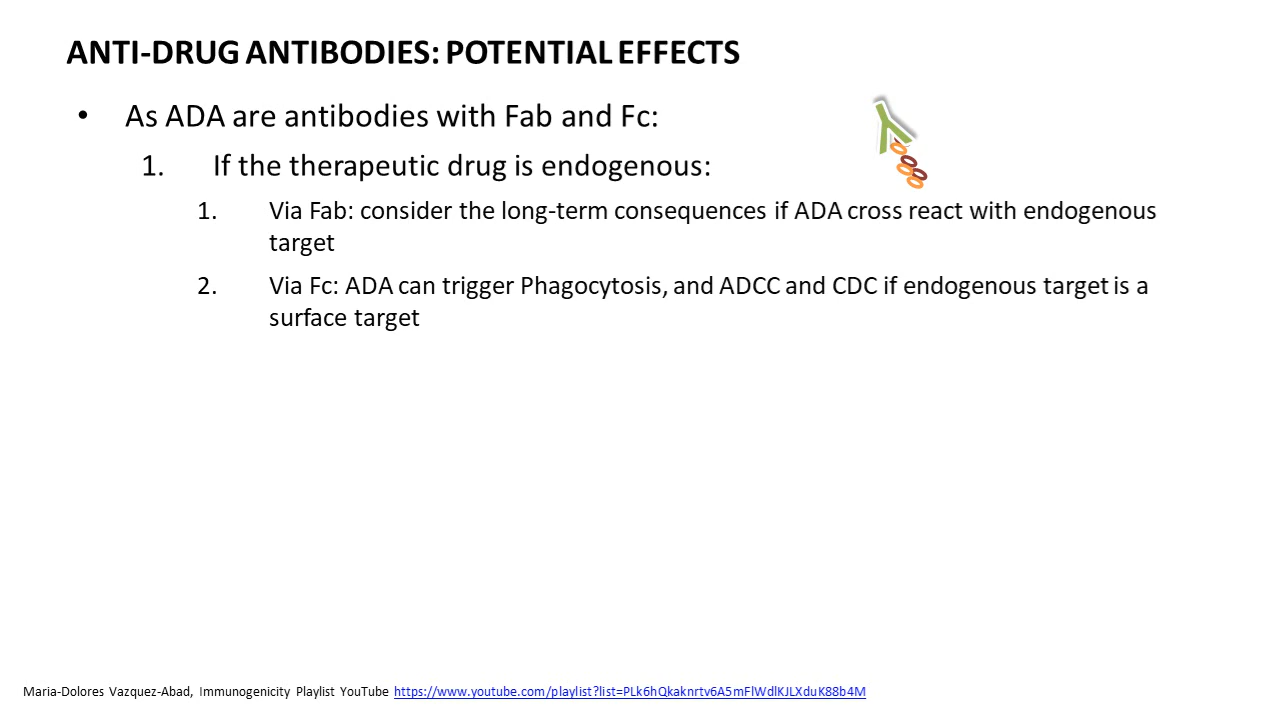 ANTI-DRUG ANTIBODIES: POTENTIAL EFFECTS
• As ADA are antibodies with Fab and Fc:
1. If the therapeutic drug is endogenous:
1. Via Fab: consider the long-term consequences if ADA cross react with endogenous
target
2. Via Fc: ADA can trigger Phagocytosis, and ADCC and CDC if endogenous target is a
surface target
Maria-Dolores Vazquez-Abad, Immunogenicity Playlist YouTube https://www.youtube.com/playlist?list=PLk6hQkaknrtv6A5mFlWdlKJLXduK88b4M